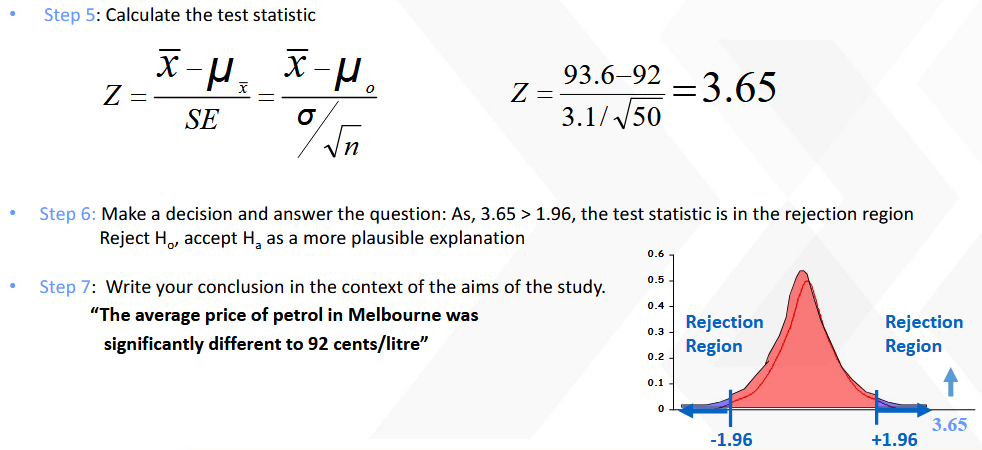 • Step 5: Calculate the test statistic
Z = (x̅ − μx̅) / SE = (x̅ − μo) / (σ/√n)
Z = (93.6−92) / (3.1/√50) = 3.65
• Step 6: Make a decision and answer the question: As, 3.65 > 1.96, the test statistic is in the rejection region
Reject Ho, accept Ha as a more plausible explanation
• Step 7: Write your conclusion in the context of the aims of the study.
“The average price of petrol in Melbourne was
significantly different to 92 cents/litre”
0.6
0.5
0.4
0.3
0.2
0.1
0
Rejection
Region
Rejection
Region
-1.96
+1.96
3.65